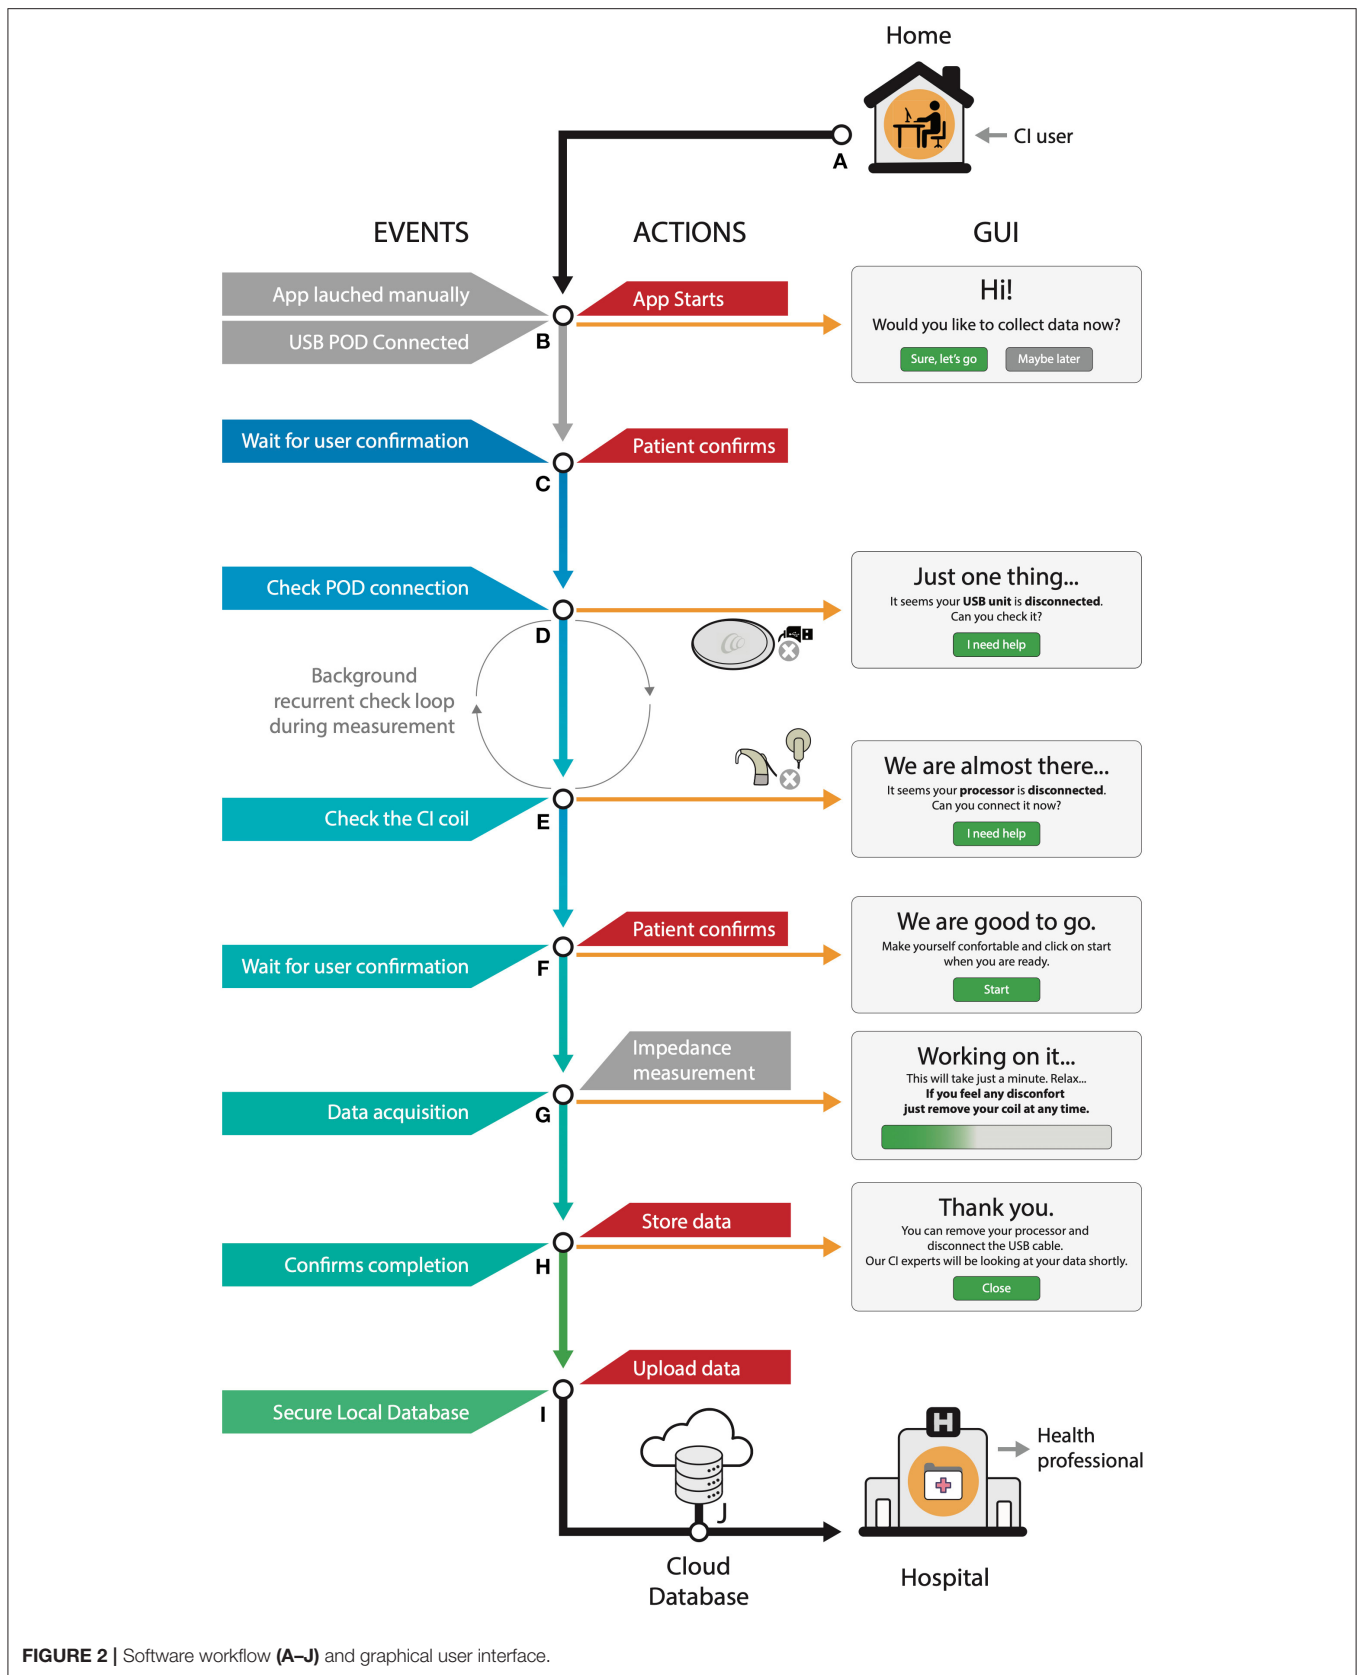 Home
CI user
A
EVENTS
ACTIONS
GUI
App lauched manually
USB POD Connected
B
App Starts
Hi!
Would you like to collect data now?
Sure, let's go
Maybe later
Wait for user confirmation
C
Patient confirms
Check POD connection
D
Just one thing...
It seems your USB unit is disconnected.
Can you check it?
I need help
Background
recurrent check loop
during measurement
Check the CI coil
E
We are almost there...
It seems your processor is disconnected.
Can you connect it now?
I need help
Wait for user confirmation
F
Patient confirms
We are good to go.
Make yourself confortable and click on start
when you are ready.
Start
Data acquisition
G
Impedance
measurement
Working on it...
This will take just a minute. Relax...
If you feel any disconfort
just remove your coil at any time.
Confirms completion
H
Store data
Thank you.
You can remove your processor and
disconnect the USB cable.
Our CI experts will be looking at your data shortly.
Close
Secure Local Database
I
Upload data
J
Cloud
Database
H
Health
professional
Hospital
FIGURE 2 | Software workflow (A–J) and graphical user interface.